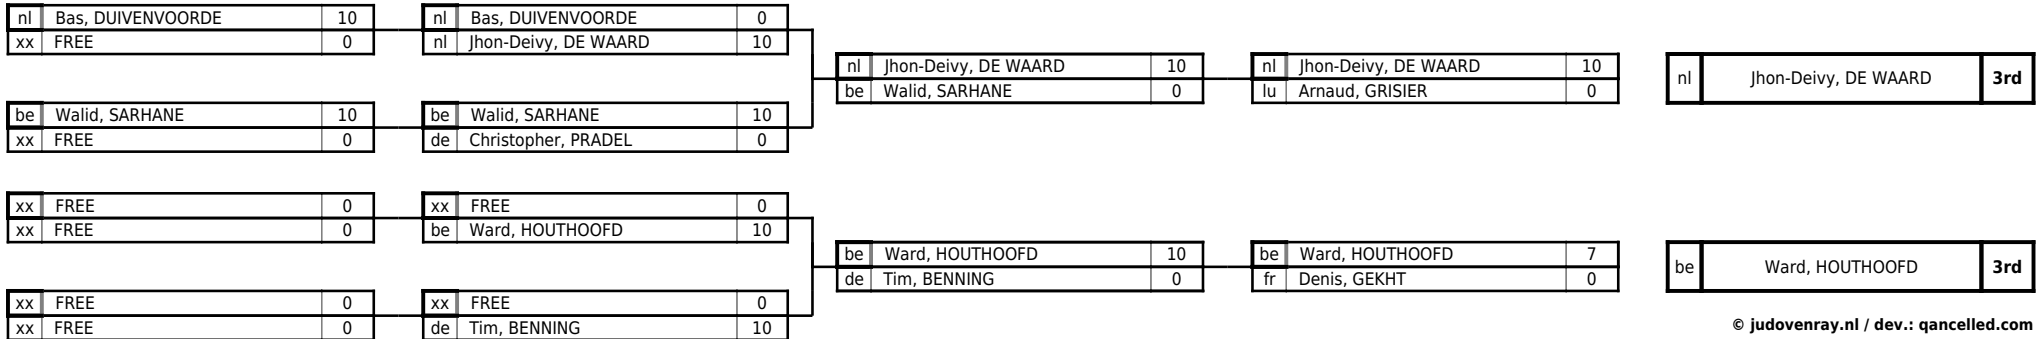 nl Bas, DUIVENVOORDE 10
xx FREE 0
be Walid, SARHANE 10
xx FREE 0
xx FREE 0
xx FREE 0
xx FREE 0
xx FREE 0
nl Bas, DUIVENVOORDE 0
nl Jhon-Deivy, DE WAARD 10
be Walid, SARHANE 10
de Christopher, PRADEL 0
xx FREE 0
be Ward, HOUTHOOFD 10
xx FREE 0
de Tim, BENNING 10
nl Jhon-Deivy, DE WAARD 10
be Walid, SARHANE 0
be Ward, HOUTHOOFD 10
de Tim, BENNING 0
nl Jhon-Deivy, DE WAARD 10
lu Arnaud, GRISIER 0
be Ward, HOUTHOOFD 7
fr Denis, GEKHT 0
nl Jhon-Deivy, DE WAARD 3rd
be Ward, HOUTHOOFD 3rd
© judovenray.nl / dev.: qancelled.com